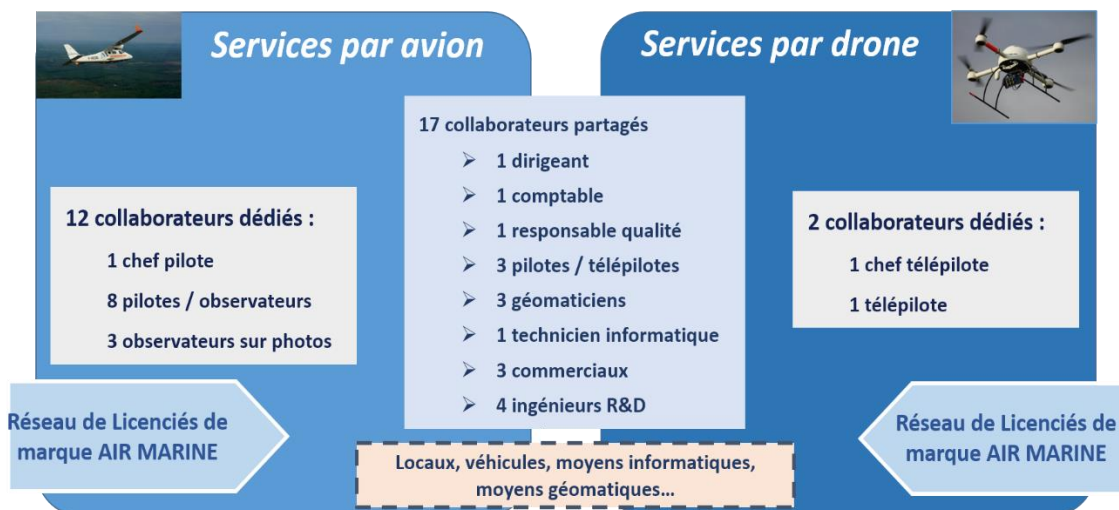 Services par avion
Services par drone
17 collaborateurs partagés
➢ 1 dirigeant
➢ 1 comptable
➢ 1 responsable qualité
➢ 3 pilotes / télépilotes
➢ 3 géomaticiens
➢ 1 technicien informatique
➢ 3 commerciaux
➢ 4 ingénieurs R&D
12 collaborateurs dédiés :
1 chef pilote
8 pilotes / observateurs
3 observateurs sur photos
2 collaborateurs dédiés :
1 chef télépilote
1 télépilote
Réseau de Licenciés de
marque AIR MARINE
Réseau de Licenciés de
marque AIR MARINE
Locaux, véhicules, moyens informatiques,
moyens géomatiques...